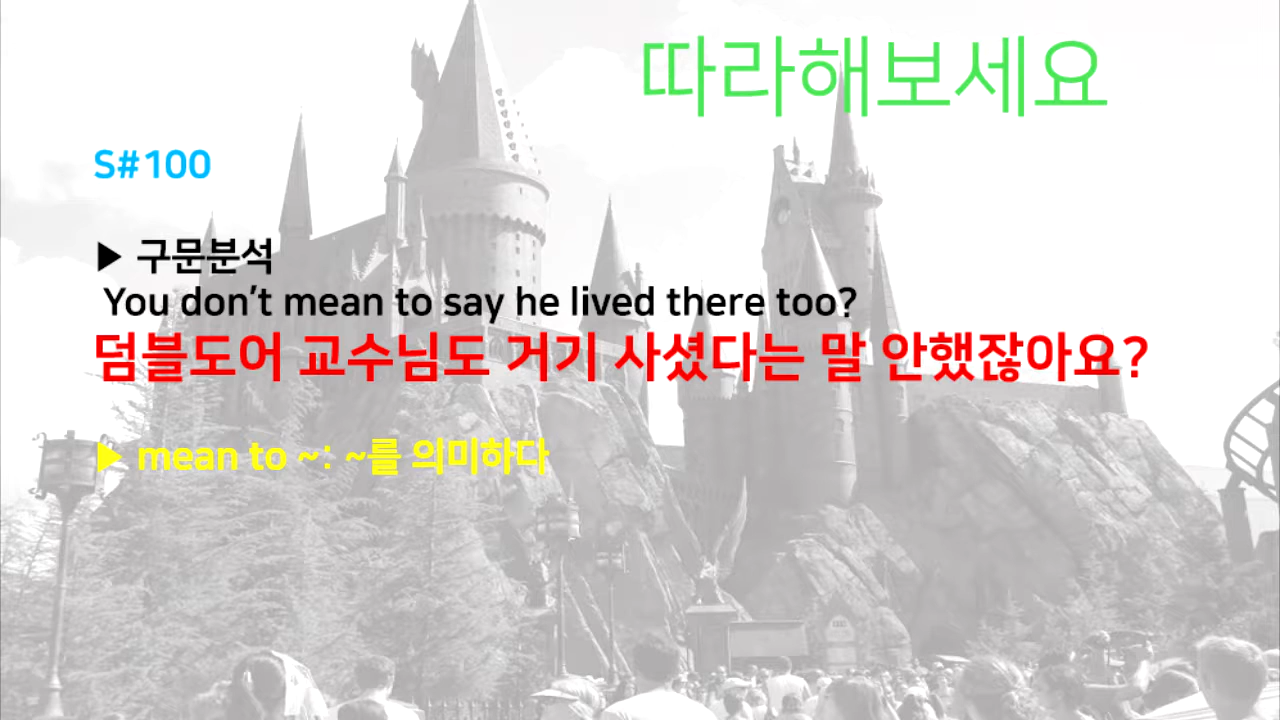 따라해보세요
S#100
▶ 구문분석
You don't mean to say he lived there too?
덤블도어 교수님도 거기 사셨다는 말 안했잖아요?
▶ mean to ~: ~를 의미하다